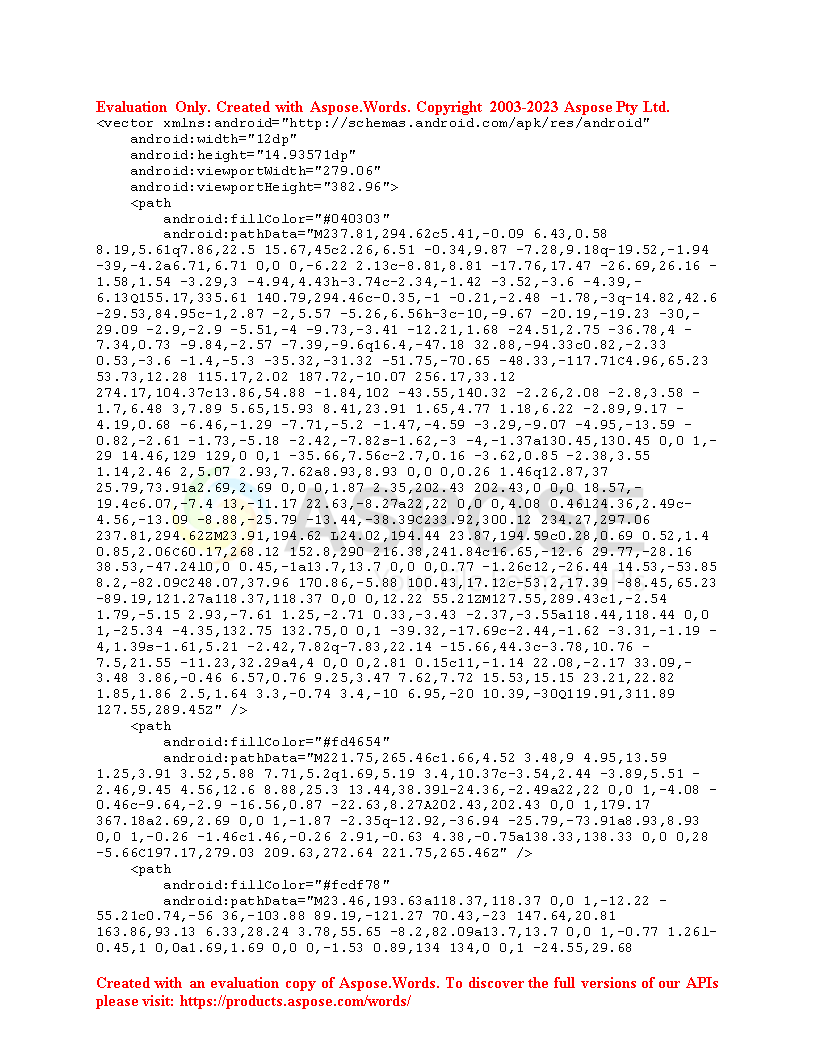 Evaluation Only. Created with Aspose.Words. Copyright 2003-2023 Aspose Pty Ltd.
<vector xmlns:android="http://schemas.android.com/apk/res/android"
android:width="12dp"
android:height="14.93571dp"
android:viewportWidth="279.06"
android:viewportHeight="382.96">
<path
android:fillColor="#040303"
android:pathData="M237.81,294.62c5.41,-0.09 6.43,0.58
8.19,5.61q7.86,22.5 15.67,45c2.26,6.51 -0.34,9.87 -7.28,9.18q-19.52,-1.94
-39,-4.2a6.71,6.71 0,0 0,-6.22 2.13c-8.81,8.81 -17.76,17.47 -26.69,26.16 -
1.58,1.54 -3.29,3 -4.94,4.43h-3.74c-2.34,-1.42 -3.52,-3.6 -4.39,-
6.13Q155.17,335.61 140.79,294.46c-0.35,-1 -0.21,-2.48 -1.78,-3q-14.82,42.6
-29.53,84.95c-1,2.87 -2,5.57 -5.26,6.56h-3c-10,-9.67 -20.19,-19.23 -30,-
29.09 -2.9,-2.9 -5.51,-4 -9.73,-3.41 -12.21,1.68 -24.51,2.75 -36.78,4 -
7.34,0.73 -9.84,-2.57 -7.39,-9.6q16.4,-47.18 32.88,-94.33c0.82,-2.33
0.53,-3.6 -1.4,-5.3 -35.32,-31.32 -51.75,-70.65 -48.33,-117.71C4.96,65.23
53.73,12.28 115.17,2.02 187.72,-10.07 256.17,33.12
274.17,104.37c13.86,54.88 -1.84,102 -43.55,140.32 -2.26,2.08 -2.8,3.58 -
1.7,6.48 3,7.89 5.65,15.93 8.41,23.91 1.65,4.77 1.18,6.22 -2.89,9.17 -
4.19,0.68 -6.46,-1.29 -7.71,-5.2 -1.47,-4.59 -3.29,-9.07 -4.95,-13.59 -
0.82,-2.61 -1.73,-5.18 -2.42,-7.82s-1.62,-3 -4,-1.37a130.45,130.45 0,0 1,-
29 14.46,129 129,0 0,1 -35.66,7.56c-2.7,0.16 -3.62,0.85 -2.38,3.55
1.14,2.46 2,5.07 2.93,7.62a8.93,8.93 0,0 0,0.26 1.46q12.87,37
25.79,73.91a2.69,2.69 0,0 0,1.87 2.35,202.43 202.43,0 0,0 18.57,-
19.4c6.07,-7.4 13,-11.17 22.63,-8.27a22,22 0,0 0,4.08 0.46l24.36,2.49c-
4.56,-13.09 -8.88,-25.79 -13.44,-38.39C233.92,300.12 234.27,297.06
237.81,294.62ZM23.91,194.62 124.02,194.44 23.87,194.59c0.28,0.69 0.52,1.4
0.85,2.06C60.17,268.12 152.8,290 216.38,241.84c16.65,-12.6 29.77,-28.16
38.53,-47.24l0,0 0.45,-1a13.7,13.7 0,0 0,0.77 -1.26c12,-26.44 14.53,-53.85
8.2,-82.09C248.07,37.96 170.86,-5.88 100.43,17.12c-53.2,17.39 -88.45,65.23
-89.19,121.27a118.37,118.37 0,0 0,12.22 55.21ZM127.55,289.43c1,-2.54
1.79,-5.15 2.93,-7.61 1.25,-2.71 0.33,-3.43 -2.37,-3.55a118.44,118.44 0,0
1,-25.34 -4.35,132.75 132.75,0 0,1 -39.32,-17.69c-2.44,-1.62 -3.31,-1.19 -
4,1.39s-1.61,5.21 -2.42,7.82q-7.83,22.14 -15.66,44.3c-3.78,10.76 -
7.5,21.55 -11.23,32.29a4,4 0,0 0,2.81 0.15c11,-1.14 22.08,-2.17 33.09,-
3.48 3.86,-0.46 6.57,0.76 9.25,3.47 7.62,7.72 15.53,15.15 23.21,22.82
1.85,1.86 2.5,1.64 3.3,-0.74 3.4,-10 6.95,-20 10.39,-30Q119.91,311.89
127.55,289.45Z" />
<path
android:fillColor="#fd4654"
android:pathData="M221.75,265.46c1.66,4.52 3.48,9 4.95,13.59
1.25,3.91 3.52,5.88 7.71,5.2q1.69,5.19 3.4,10.37c-3.54,2.44 -3.89,5.51 -
2.46,9.45 4.56,12.6 8.88,25.3 13.44,38.39l-24.36,-2.49a22,22 0,0 1,-4.08 -
0.46c-9.64,-2.9 -16.56,0.87 -22.63,8.27A202.43,202.43 0,0 1,179.17
367.18a2.69,2.69 0,0 1,-1.87 -2.35q-12.92,-36.94 -25.79,-73.91a8.93,8.93
0,0 1,-0.26 -1.46c1.46,-0.26 2.91,-0.63 4.38,-0.75a138.33,138.33 0,0 0,28
-5.66C197.17,279.03 209.63,272.64 221.75,265.46Z" />
<path
android:fillColor="#fcdf78"
android:pathData="M23.46,193.63a118.37,118.37 0,0 1,-12.22 -
55.21c0.74,-56 36,-103.88 89.19,-121.27 70.43,-23 147.64,20.81
163.86,93.13 6.33,28.24 3.78,55.65 -8.2,82.09a13.7,13.7 0,0 1,-0.77 1.26l-
0.45,1 0,0a1.69,1.69 0,0 0,-1.53 0.89,134 134,0 0,1 -24.55,29.68
Created with an evaluation copy of Aspose.Words. To discover the full versions of our APIs
please visit: https://products.aspose.com/words/